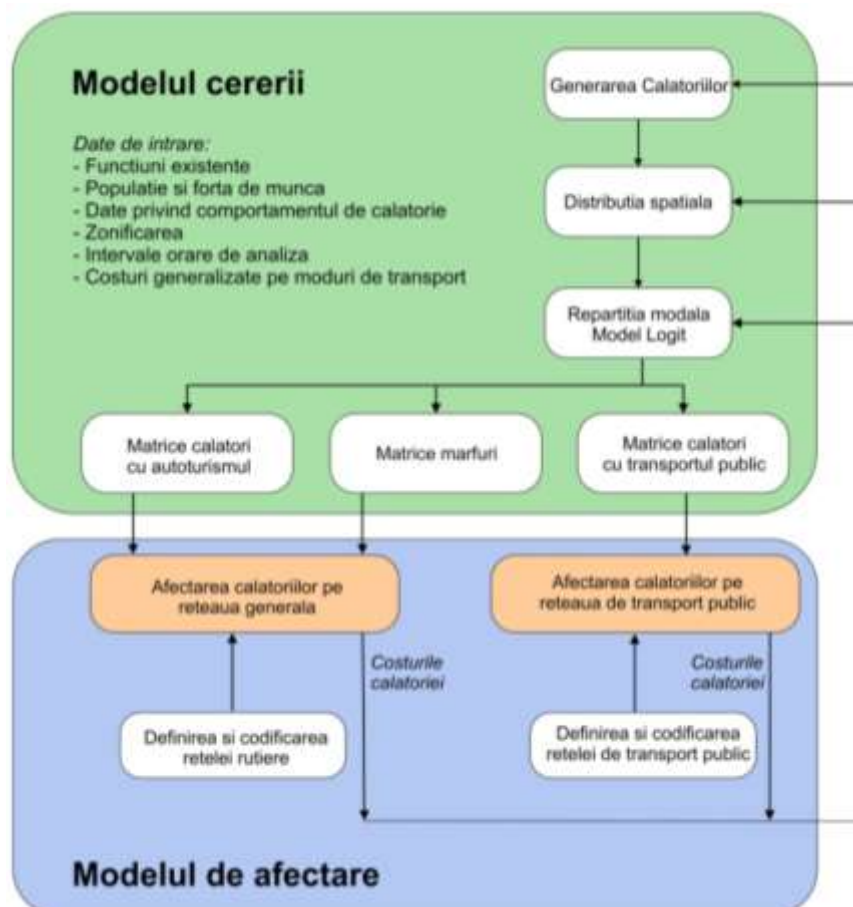 Modelul cererii
Date de intrare:
- Functiuni existente
- Populatie si forta de munca
- Date privind comportamentul de calatorie
- Zonificarea
- Intervale orare de analiza
- Costuri generalizate pe moduri de transport
Generarea Calatoriilor
Distributia spatiala
Repartitia modala
Model Logit
Matrice calatori
cu autoturismul
Matrice marfuri
Matrice calatori
cu transportul public
Afectarea calatoriilor pe
reteaua generala
Afectarea calatoriilor pe
reteaua de transport public
Costurile
calatoriei
Costurile
calatoriei
Definirea si codificarea
retelei rutiere
Definirea si codificarea
retelei de transport public
Modelul de afectare